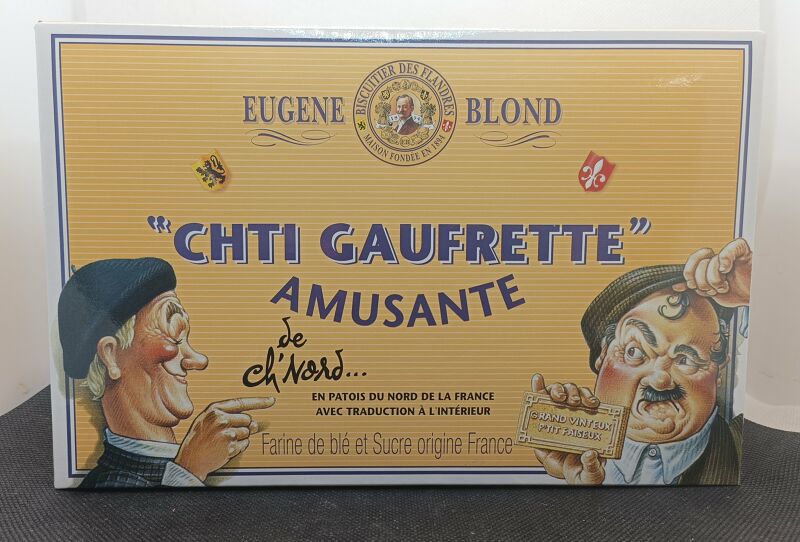 EUGENE BLOND
BISCUITIER DES FLANDRES
MAISON FONDÉE EN 1894
"CHTI GAUFRETTE"
AMUSANTE
de
ch'Nord...
EN PATOIS DU NORD DE LA FRANCE
AVEC TRADUCTION À L'INTÉRIEUR
GRAND VINTEUX
P'TIT FAISEUX
Farine de blé et Sucre origine France